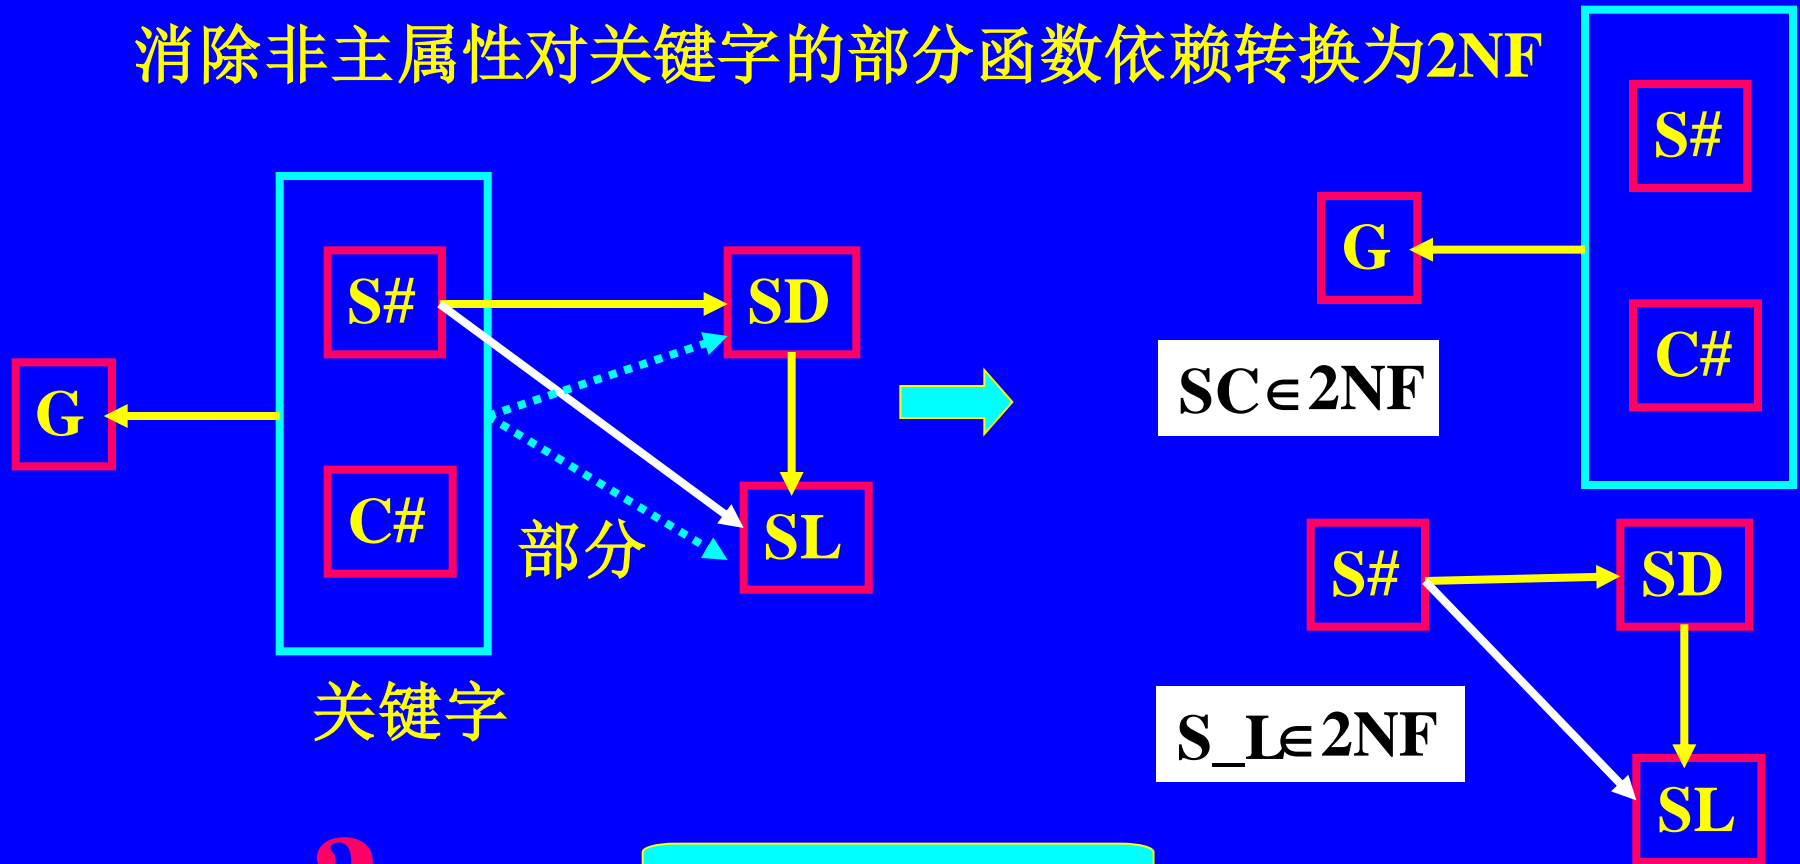 消除非主属性对关键字的部分函数依赖转换为2NF
S#
G
SC∈2NF
C#
S#
SD
G
C#
SL
部分
关键字
S#
SD
S_L∈2NF
SL